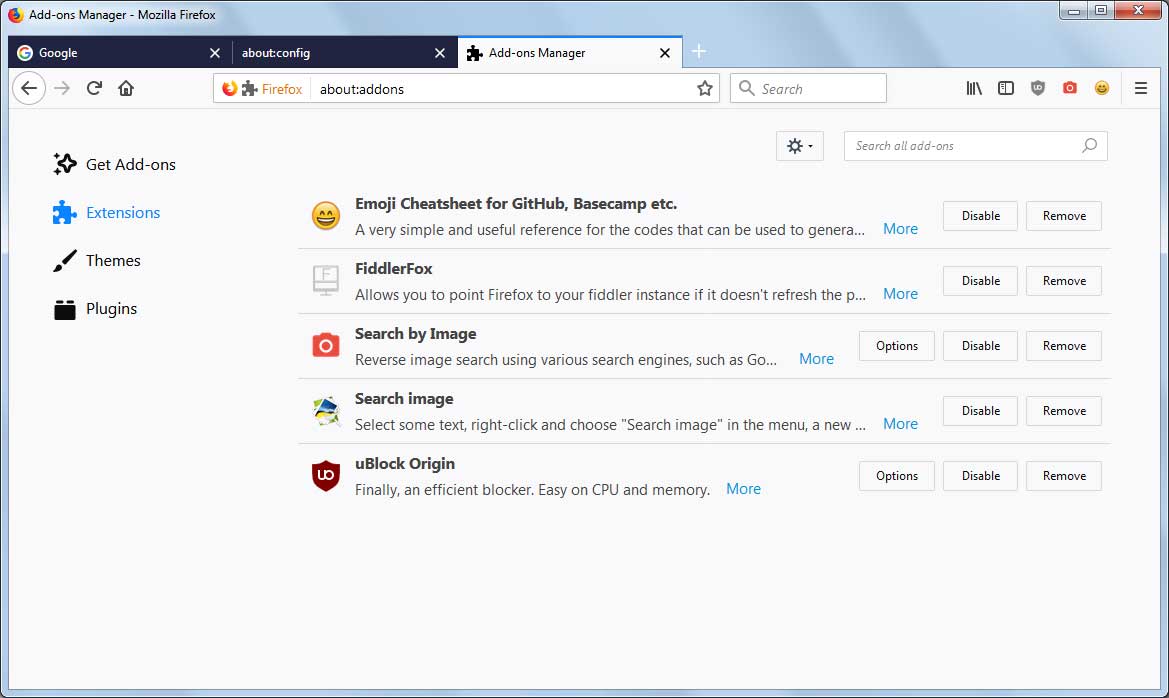 Add-ons Manager - Mozilla Firefox
Google
about:config
Add-ons Manager
Firefox
about:addons
Search
Get Add-ons
Extensions
Themes
Plugins
Search all add-ons
Emoji Cheatsheet for GitHub, Basecamp etc.
A very simple and useful reference for the codes that can be used to genera... More
Disable
Remove
FiddlerFox
Allows you to point Firefox to your fiddler instance if it doesn't refresh the p... More
Disable
Remove
Search by Image
Reverse image search using various search engines, such as Go... More
Options
Disable
Remove
Search image
Select some text, right-click and choose "Search image" in the menu, a new ... More
Disable
Remove
uBlock Origin
Finally, an efficient blocker. Easy on CPU and memory. More
Options
Disable
Remove